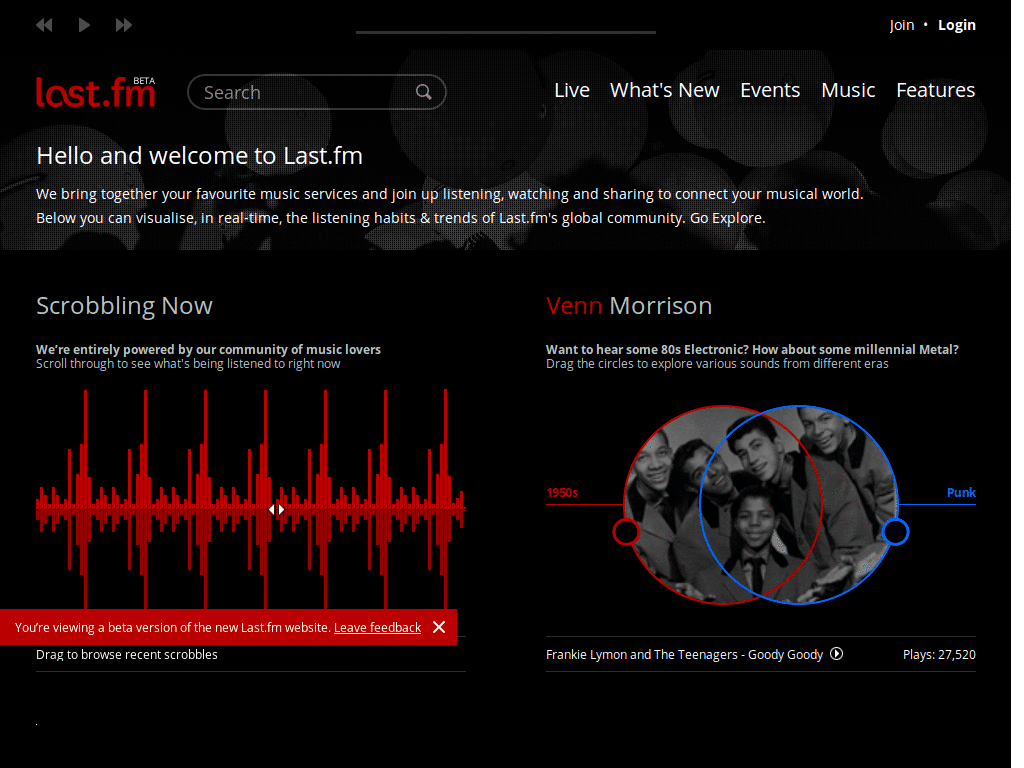 Join • Login
last.fm BETA
Search
Live What's New Events Music Features
Hello and welcome to Last.fm
We bring together your favourite music services and join up listening, watching and sharing to connect your musical world.
Below you can visualise, in real-time, the listening habits & trends of Last.fm's global community. Go Explore.
Scrobbling Now
We’re entirely powered by our community of music lovers
Scroll through to see what's being listened to right now
Venn Morrison
Want to hear some 80s Electronic? How about some millennial Metal?
Drag the circles to explore various sounds from different eras
1950s
Punk
You’re viewing a beta version of the new Last.fm website. Leave feedback
Drag to browse recent scrobbles
Frankie Lymon and The Teenagers - Goody Goody
Plays: 27,520